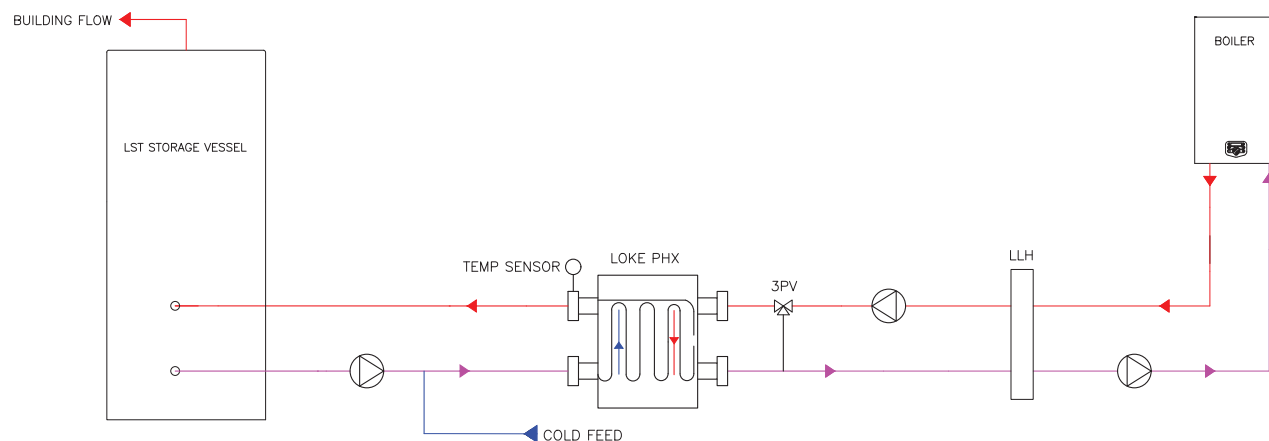 BUILDING FLOW
BOILER
LST STORAGE VESSEL
LLH
LOKE PHX
TEMP SENSOR
3PV
COLD FEED